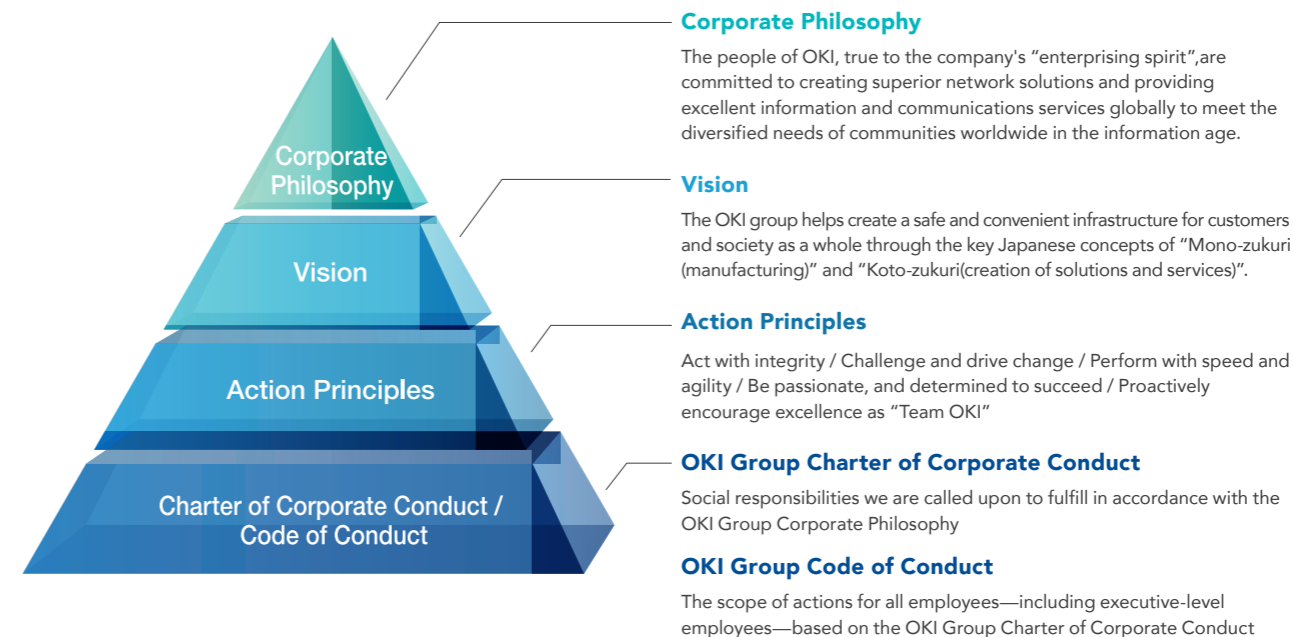 Corporate
Philosophy
Vision
Action Principles
Charter of Corporate Conduct /
Code of Conduct
Corporate Philosophy
The people of OKI, true to the company's “enterprising spirit”,are
committed to creating superior network solutions and providing
excellent information and communications services globally to meet the
diversified needs of communities worldwide in the information age.
Vision
The OKI group helps create a safe and convenient infrastructure for customers
and society as a whole through the key Japanese concepts of “Mono-zukuri
(manufacturing)” and “Koto-zukuri(creation of solutions and services)”.
Action Principles
Act with integrity / Challenge and drive change / Perform with speed and
agility / Be passionate, and determined to succeed / Proactively
encourage excellence as “Team OKI”
OKI Group Charter of Corporate Conduct
Social responsibilities we are called upon to fulfill in accordance with the
OKI Group Corporate Philosophy
OKI Group Code of Conduct
The scope of actions for all employees—including executive-level
employees—based on the OKI Group Charter of Corporate Conduct